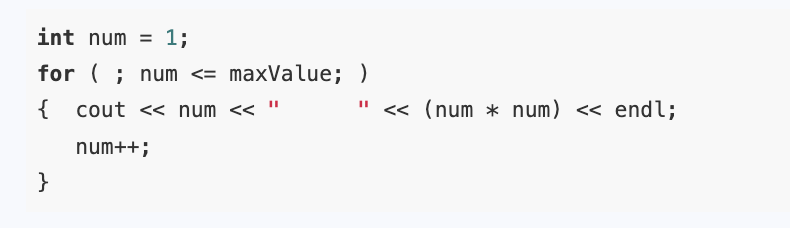 int num = 1;
for ( ; num <= maxValue; )
{  cout << num << "      " << (num * num) << endl;
   num++;
}